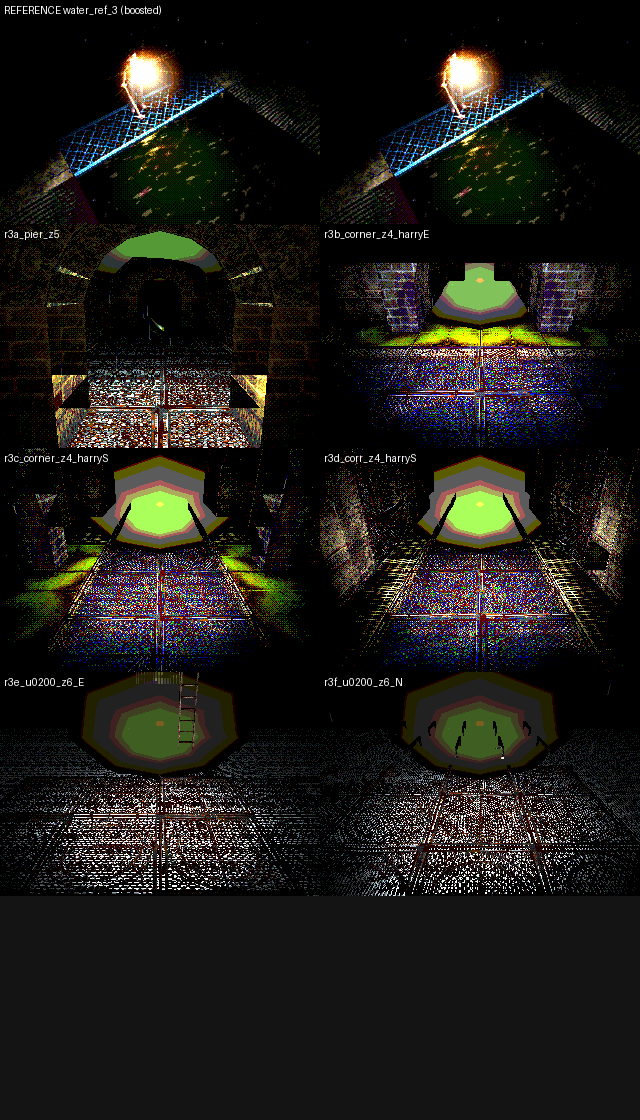 REFERENCE water_ref_3 (boosted)
r3a_pier_z5
r3b_corner_z4_harryE
r3c_corner_z4_harryS
r3d_corr_z4_harryS
r3e_u0200_z6_E
r3f_u0200_z6_N